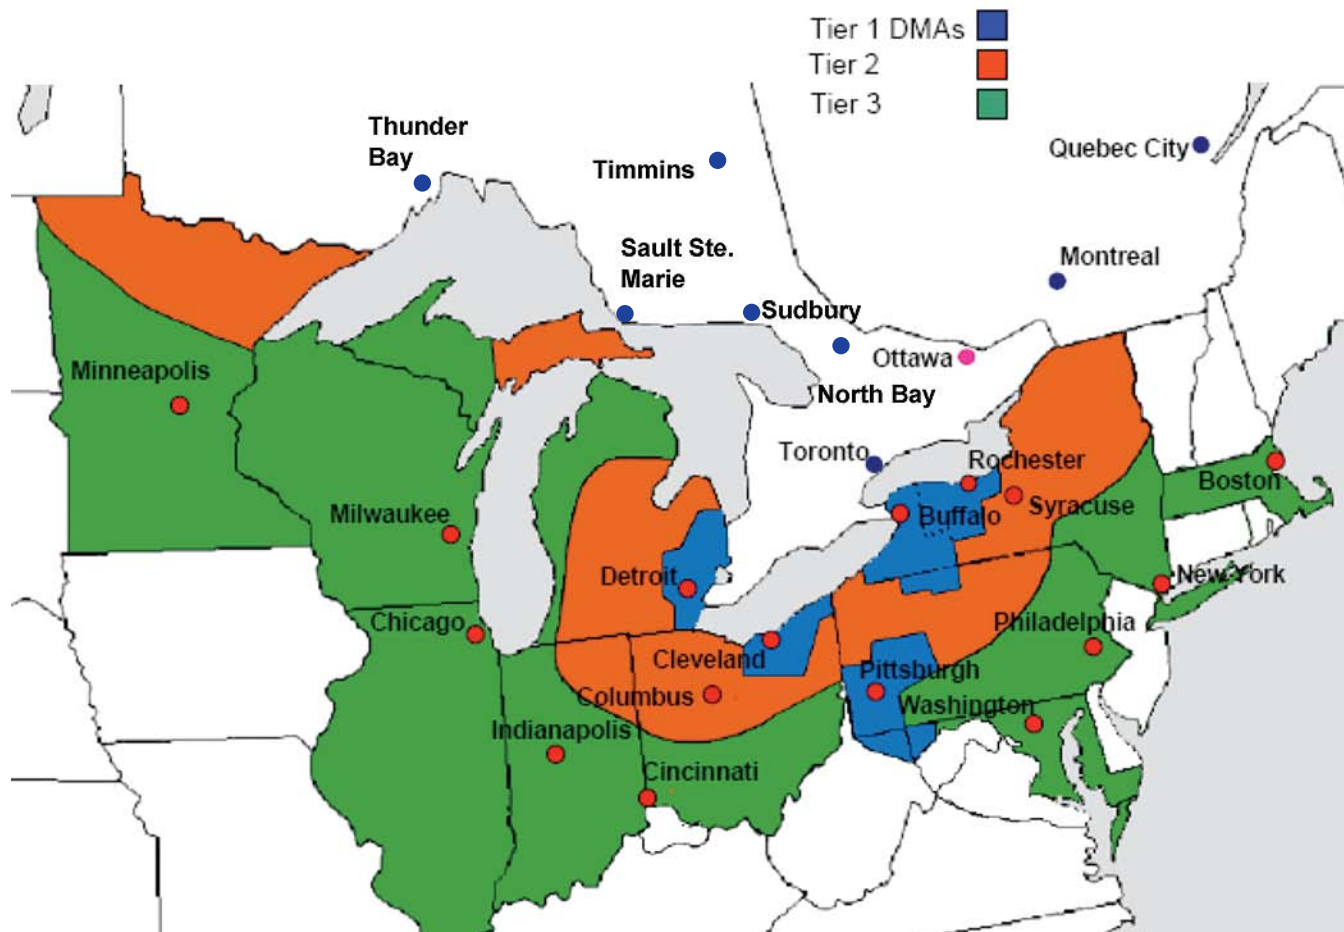 Tier 1 DMAs
Tier 2
Tier 3
Thunder
Bay
Timmins
Quebec City
Sault Ste.
Marie
Montreal
Sudbury
Ottawa
Minneapolis
North Bay
Toronto
Rochester
Boston
Syracuse
Milwaukee
Buffalo
Detroit
New York
Chicago
Philadelphia
Cleveland
Pittsburgh
Columbus
Washington
Indianapolis
Cincinnati